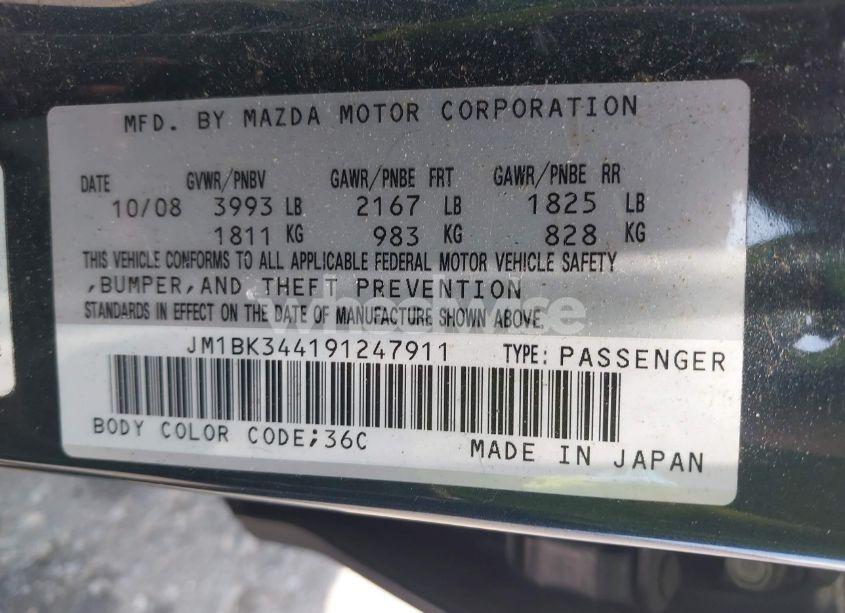 MFD. BY MAZDA MOTOR CORPORATION
DATE GVWR/PNBV GAWR/PNBE FRT GAWR/PNBE RR
10/08 3993 LB 2167 LB 1825 LB
1811 KG 983 KG 828 KG
THIS VEHICLE CONFORMS TO ALL APPLICABLE FEDERAL MOTOR VEHICLE SAFETY
,BUMPER,AND THEFT PREVENTION
STANDARDS IN EFFECT ON THE DATE OF MANUFACTURE SHOWN ABOVE.
JM1BK344191247911 TYPE: PASSENGER
BODY COLOR CODE;36C
MADE IN JAPAN